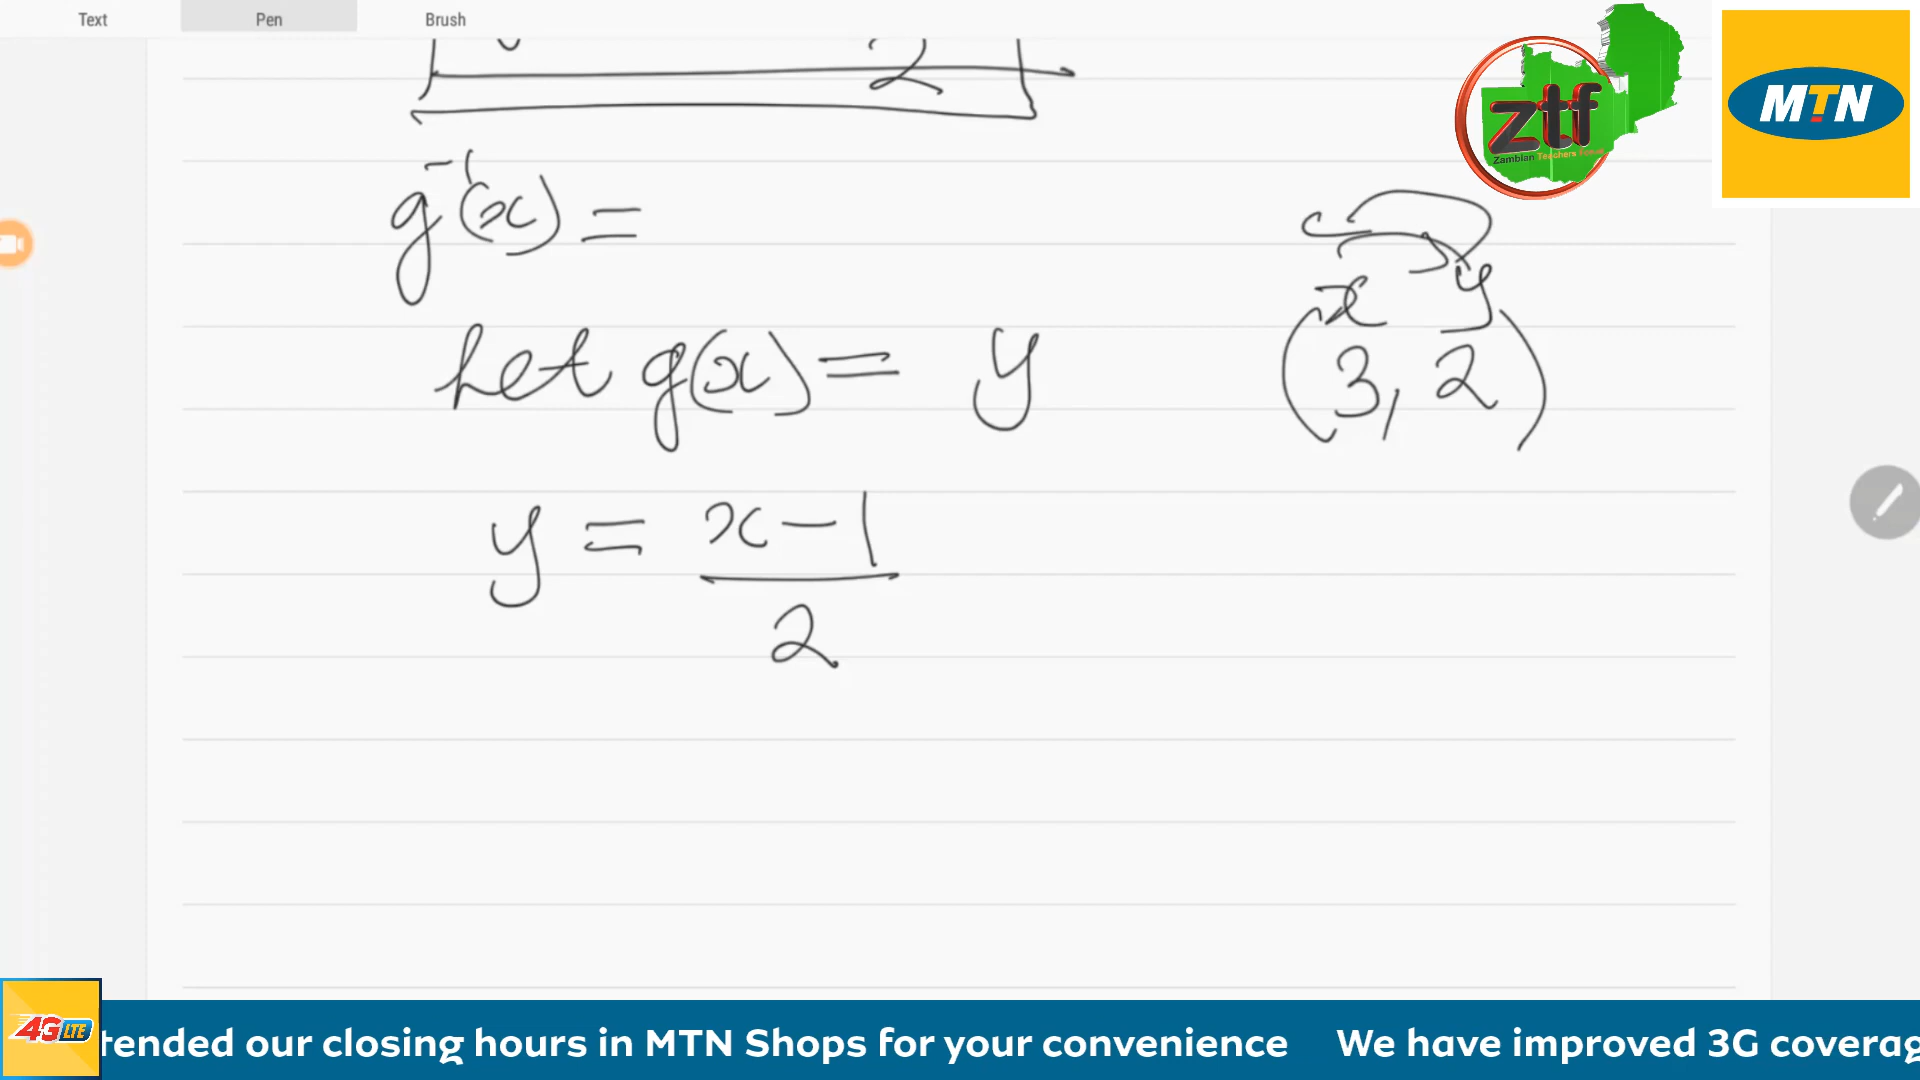 Text Pen Brush
2
g⁻¹(x) =
x y
Let g(x) = y
(3, 2)
y = x - 1
2
ztf
Zambian Teachers Focus
MTN
4G LTE
tended our closing hours in MTN Shops for your convenience We have improved 3G coverag